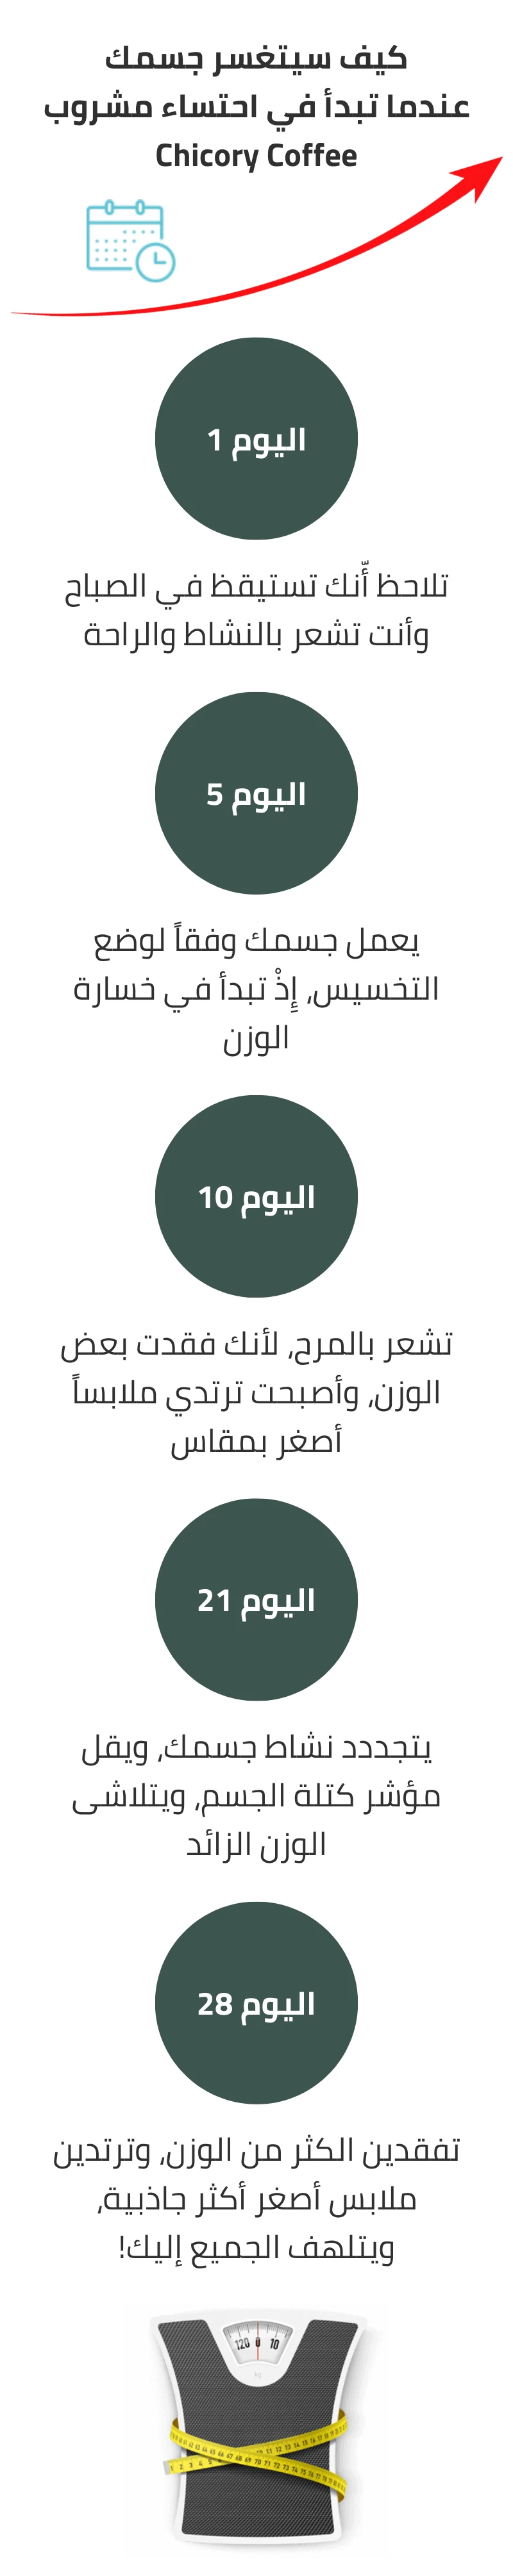 كيف سيتغسر جسمك
عندما تبدأ في احتساء مشروب
Chicory Coffee
اليوم 1
تلاحظ أّنك تستيقظ في الصباح
وأنت تشعر بالنشاط والراحة
اليوم 5
يعمل جسمك وفقاً لوضع
التخسيس، إِذْ تبدأ في خسارة
الوزن
اليوم 10
تشعر بالمرح، لأنك فقدت بعض
الوزن، وأصبحت ترتدي ملابساً
أصغر بمقاس
اليوم 21
يتجددد نشاط جسمك، ويقل
مؤشر كتلة الجسم، ويتلاشى
الوزن الزائد
اليوم 28
تفقدين الكثر من الوزن، وترتدين
ملابس أصغر أكثر جاذبية،
ويتلهف الجميع إليك!
120 0 10
kg